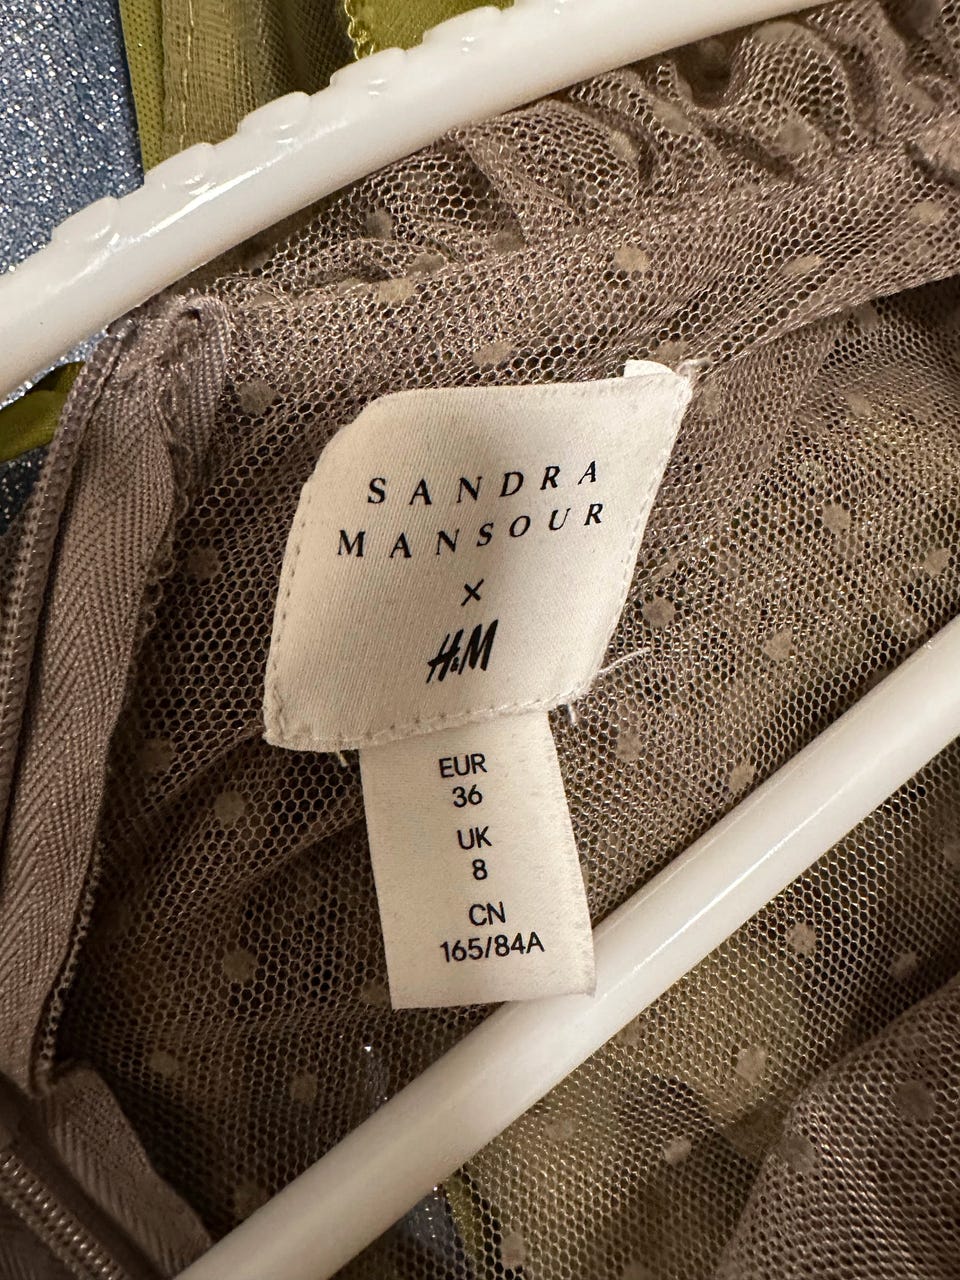 SANDRA
MANSOUR
×
H&M
EUR
36
UK
8
CN
165/84A